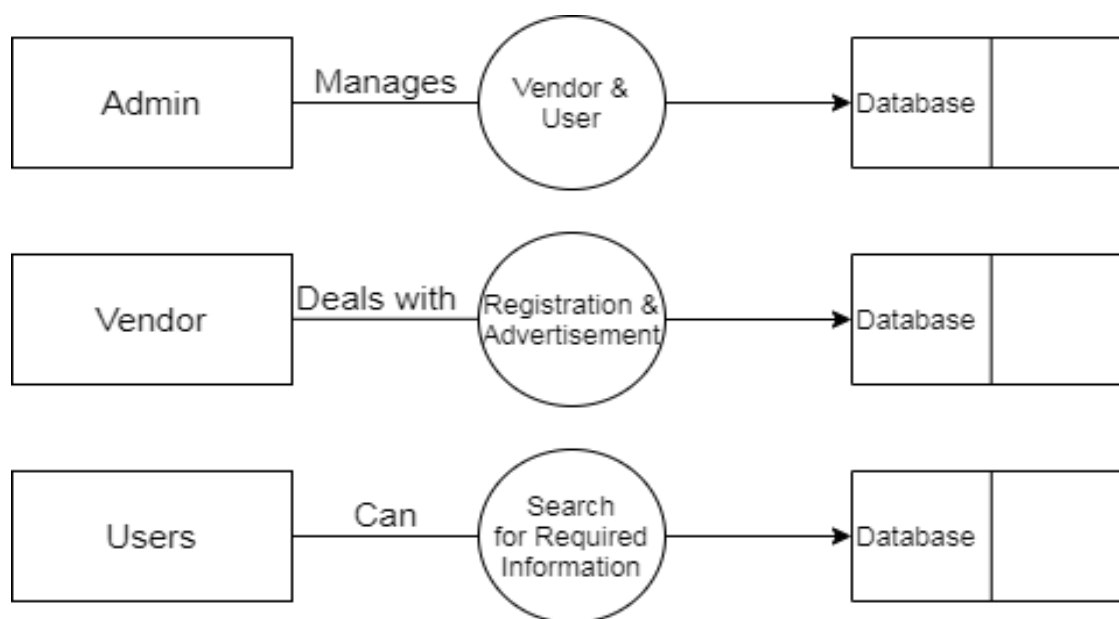 Admin
Manages
Vendor &
User
Database
Vendor
Deals with
Registration &
Advertisement
Database
Users
Can
Search
for Required
Information
Database